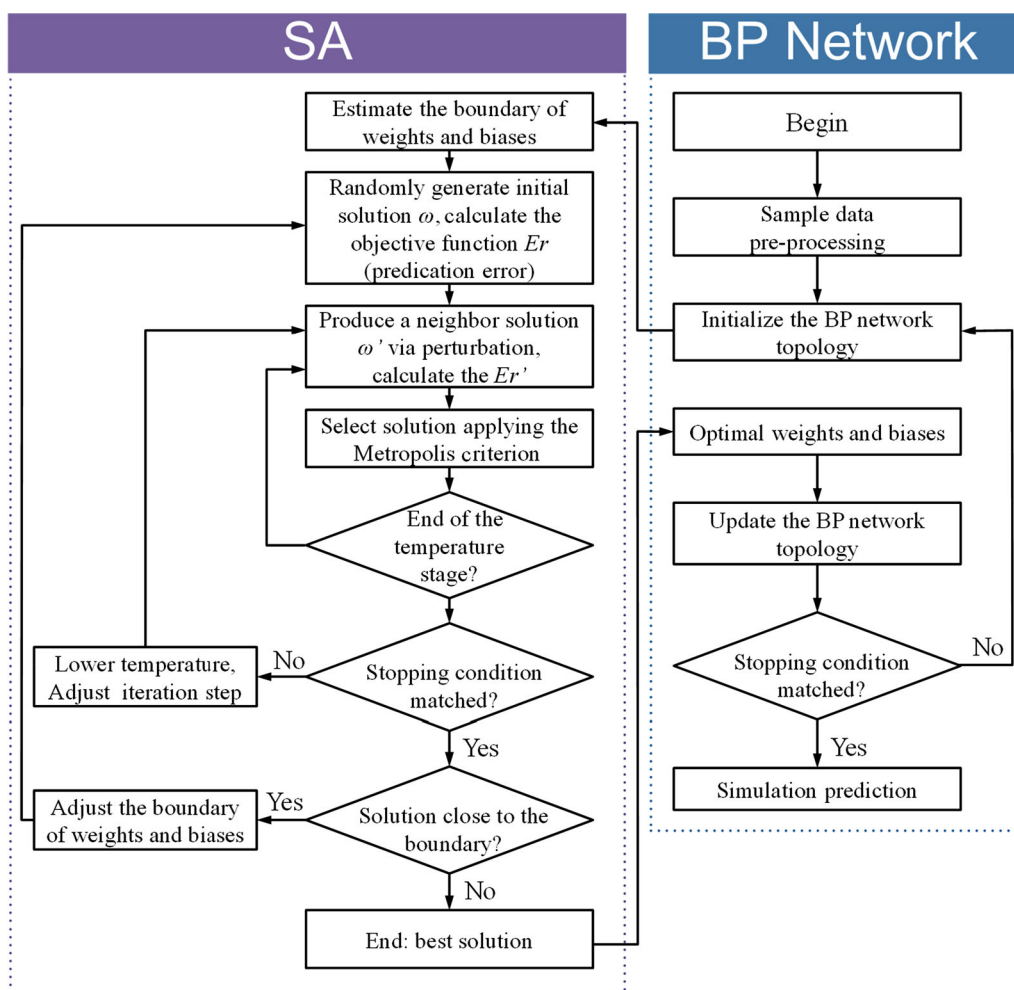 SA
Estimate the boundary of
weights and biases
Randomly generate initial
solution ω, calculate the
objective function Er
(predication error)
Produce a neighbor solution
ω’ via perturbation,
calculate the Er’
Select solution applying the
Metropolis criterion
End of the
temperature
stage?
No
Stopping condition
matched?
Lower temperature,
Adjust iteration step
Yes
Solution close to the
boundary?
Yes
Adjust the boundary
of weights and biases
No
End: best solution
BP Network
Begin
Sample data
pre-processing
Initialize the BP network
topology
Optimal weights and biases
Update the BP network
topology
Stopping condition
matched?
No
Yes
Simulation prediction